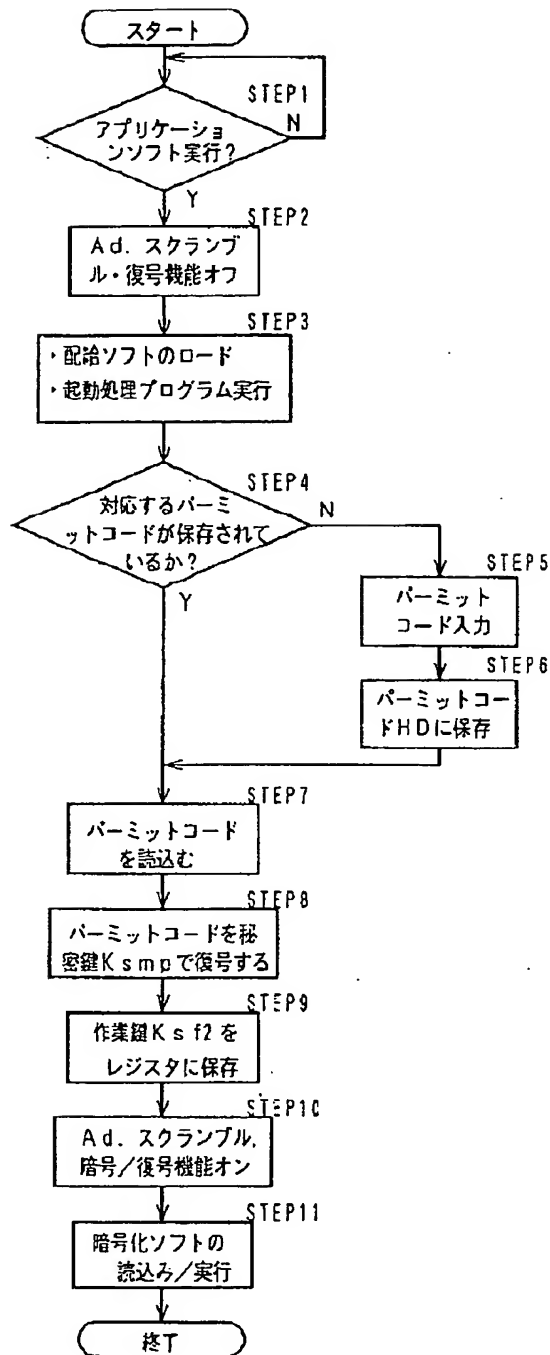 スタート
STEP1
アプリケーショ
ンソフト実行?
N
Y
STEP2
Ad. スクランブ
ル・復号機能オフ
STEP3
・配給ソフトのロード
・起動処理プログラム実行
STEP4
対応するパーミ
ットコードが保存されて
いるか?
N
Y
STEP5
パーミット
コード入力
STEP6
パーミットコー
ドHDに保存
STEP7
パーミットコード
を読込む
STEP8
パーミットコードを秘
密鍵Ksmpで復号する
STEP9
作業鍵Ksf2を
レジスタに保存
STEP10
Ad. スクランブル,
暗号/復号機能オン
STEP11
暗号化ソフトの
読込み/実行
終了